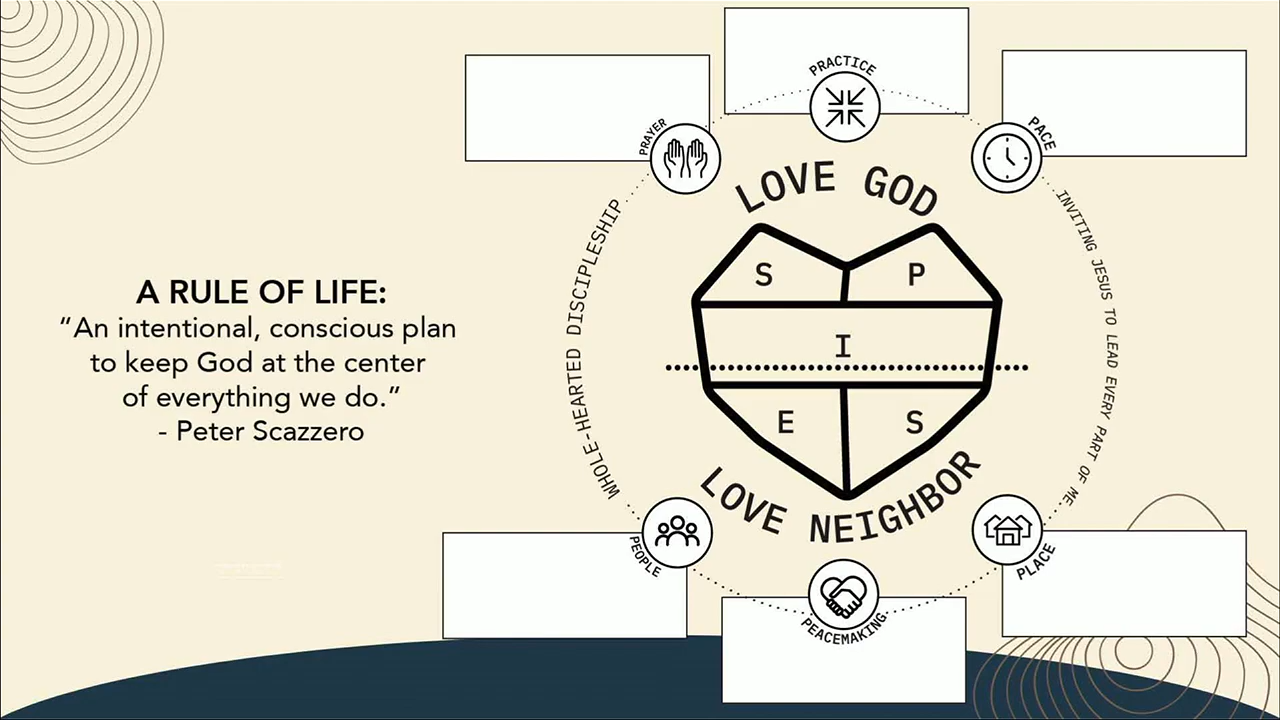 A RULE OF LIFE:
“An intentional, conscious plan
to keep God at the center
of everything we do.”
- Peter Scazzero
PRAYER
PRACTICE
PACE
LOVE GOD
WHOLE-HEARTED DISCIPLESHIP
INVITING JESUS TO LEAD EVERY PART OF ME
S P
I
E S
LOVE NEIGHBOR
PEOPLE
PEACEMAKING
PLACE